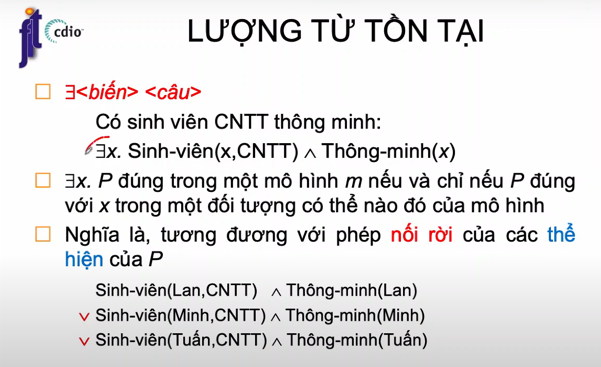 fit cdio
LƯỢNG TỪ TỒN TẠI
∃<biến> <câu>
Có sinh viên CNTT thông minh:
∃x. Sinh-viên(x,CNTT) ∧ Thông-minh(x)
∃x. P đúng trong một mô hình m nếu và chỉ nếu P đúng
với x trong một đối tượng có thể nào đó của mô hình
Nghĩa là, tương đương với phép nối rời của các thể
hiện của P
Sinh-viên(Lan,CNTT) ∧ Thông-minh(Lan)
∨ Sinh-viên(Minh,CNTT) ∧ Thông-minh(Minh)
∨ Sinh-viên(Tuấn,CNTT) ∧ Thông-minh(Tuấn)